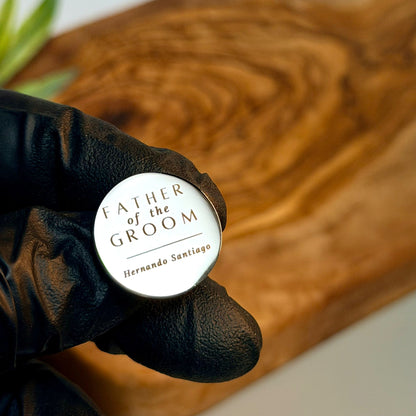 FATHER
of the
GROOM
Hernando Santiago